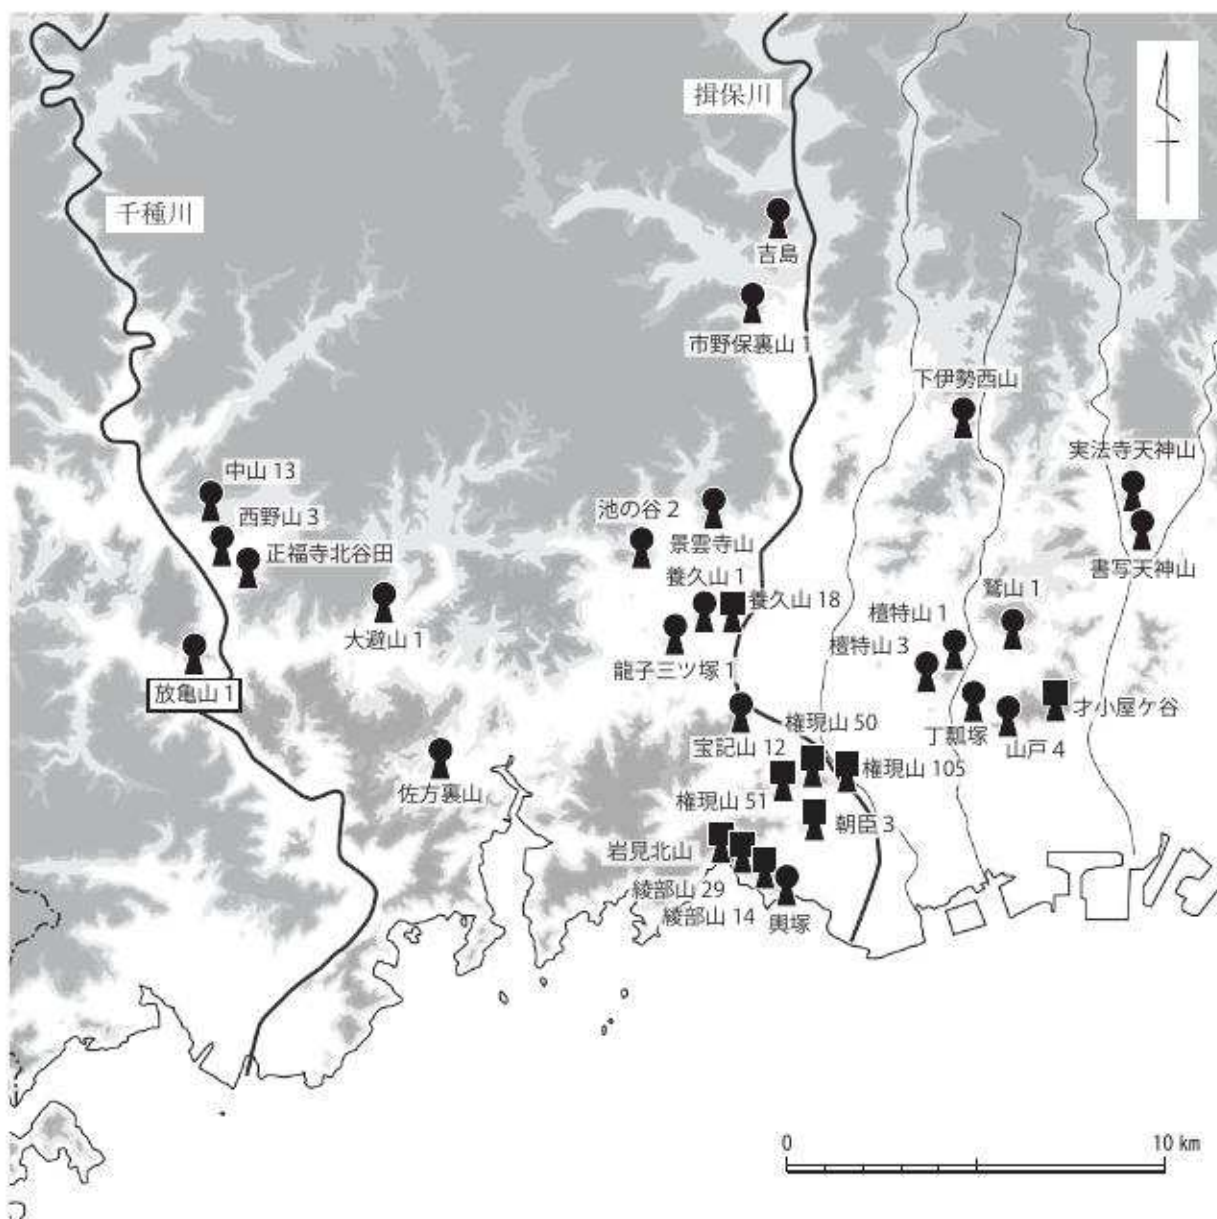 揖保川
千種川
吉島
市野保裏山 1
下伊勢西山
実法寺天神山
中山 13
池の谷 2
西野山 3
景雲寺山
正福寺北谷田
書写天神山
養久山 1
養久山 18
鷲山 1
檀特山 1
大避山 1
檀特山 3
龍子三ツ塚 1
放亀山 1
才小屋ケ谷
権現山 50
丁瓢塚
宝記山 12
山戸 4
権現山 105
佐方裏山
権現山 51
朝臣 3
岩見北山
綾部山 29
綾部山 14
輿塚
0
10 km